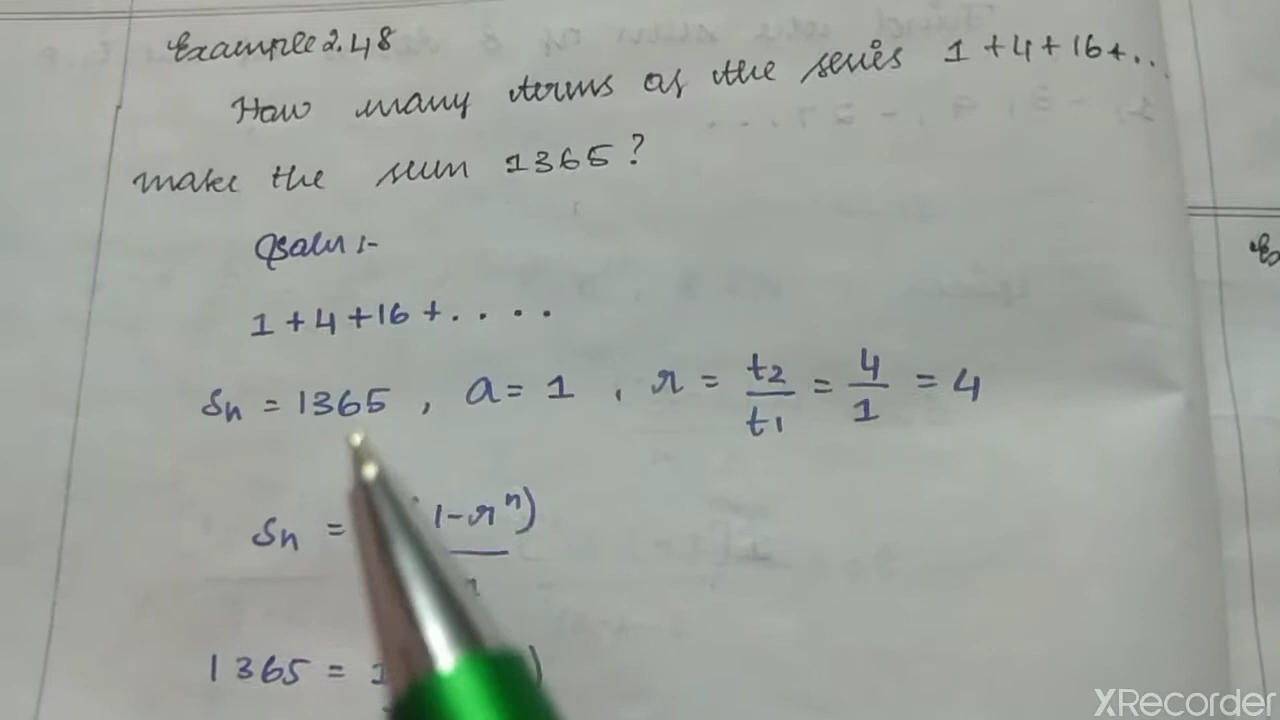 Example 2.48
How many terms of the series 1 + 4 + 16 + ..
make the sum 1365 ?
Soln :-
1 + 4 + 16 + . . . .
Sn = 1365 , a = 1 , r = t2/t1 = 4/1 = 4
Sn = (1 - r^n)
1365 = 1 )
XRecorder